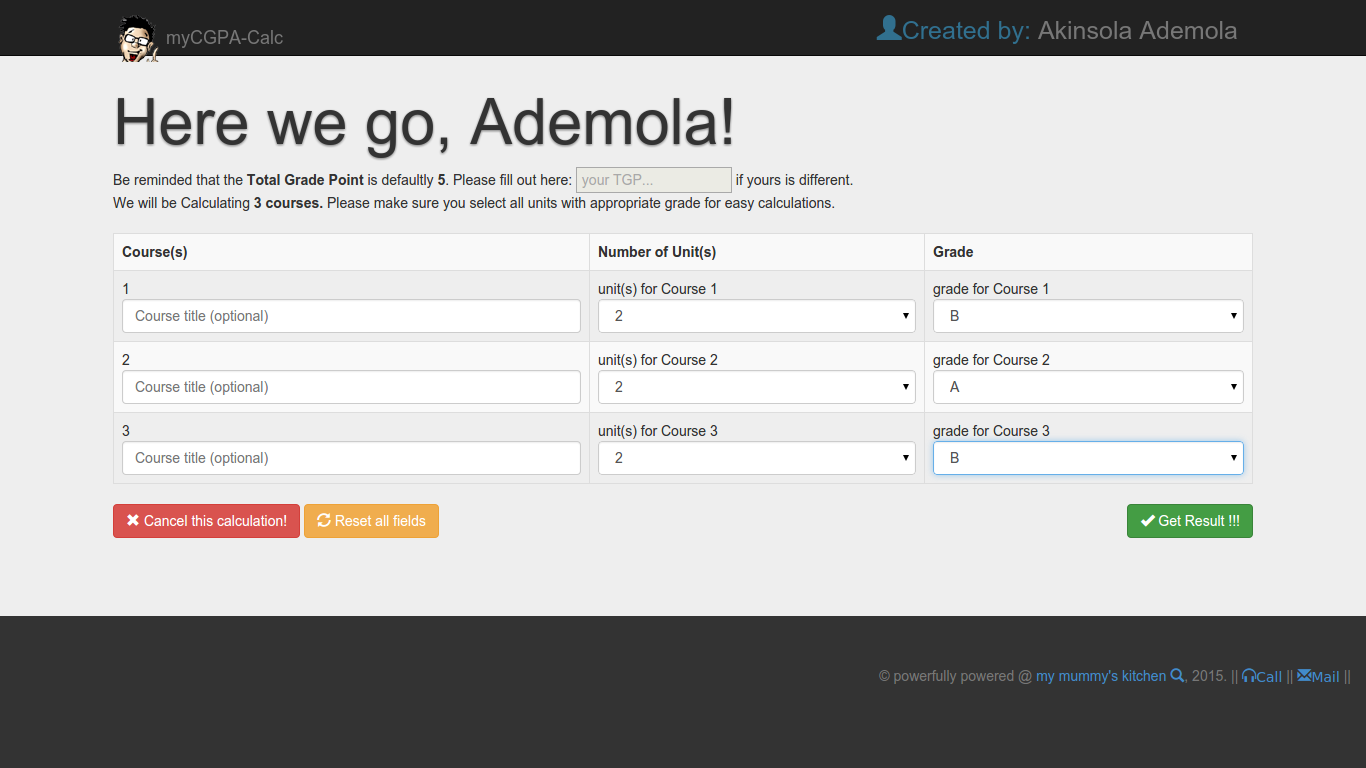 myCGPA-Calc
Created by: Akinsola Ademola
Here we go, Ademola!
Be reminded that the Total Grade Point is defaultly 5. Please fill out here: your TGP... if yours is different.
We will be Calculating 3 courses. Please make sure you select all units with appropriate grade for easy calculations.
Course(s) Number of Unit(s) Grade
1 unit(s) for Course 1 grade for Course 1
Course title (optional) 2 B
2 unit(s) for Course 2 grade for Course 2
Course title (optional) 2 A
3 unit(s) for Course 3 grade for Course 3
Course title (optional) 2 B
Cancel this calculation! Reset all fields Get Result !!!
© powerfully powered @ my mummy's kitchen , 2015. || Call || Mail ||